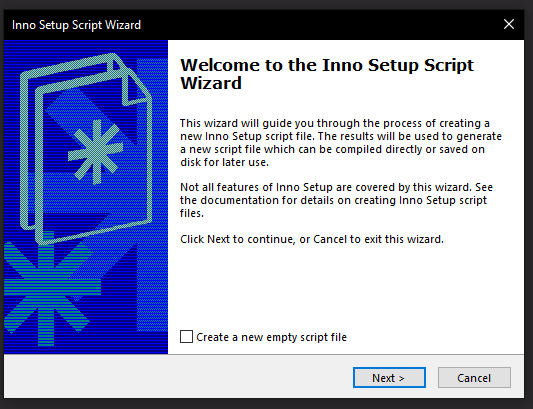 Inno Setup Script Wizard
Welcome to the Inno Setup Script
Wizard
This wizard will guide you through the process of creating a
new Inno Setup script file. The results will be used to generate
a new script file which can be compiled directly or saved on
disk for later use.
Not all features of Inno Setup are covered by this wizard. See
the documentation for details on creating Inno Setup script
files.
Click Next to continue, or Cancel to exit this wizard.
Create a new empty script file
Next >
Cancel